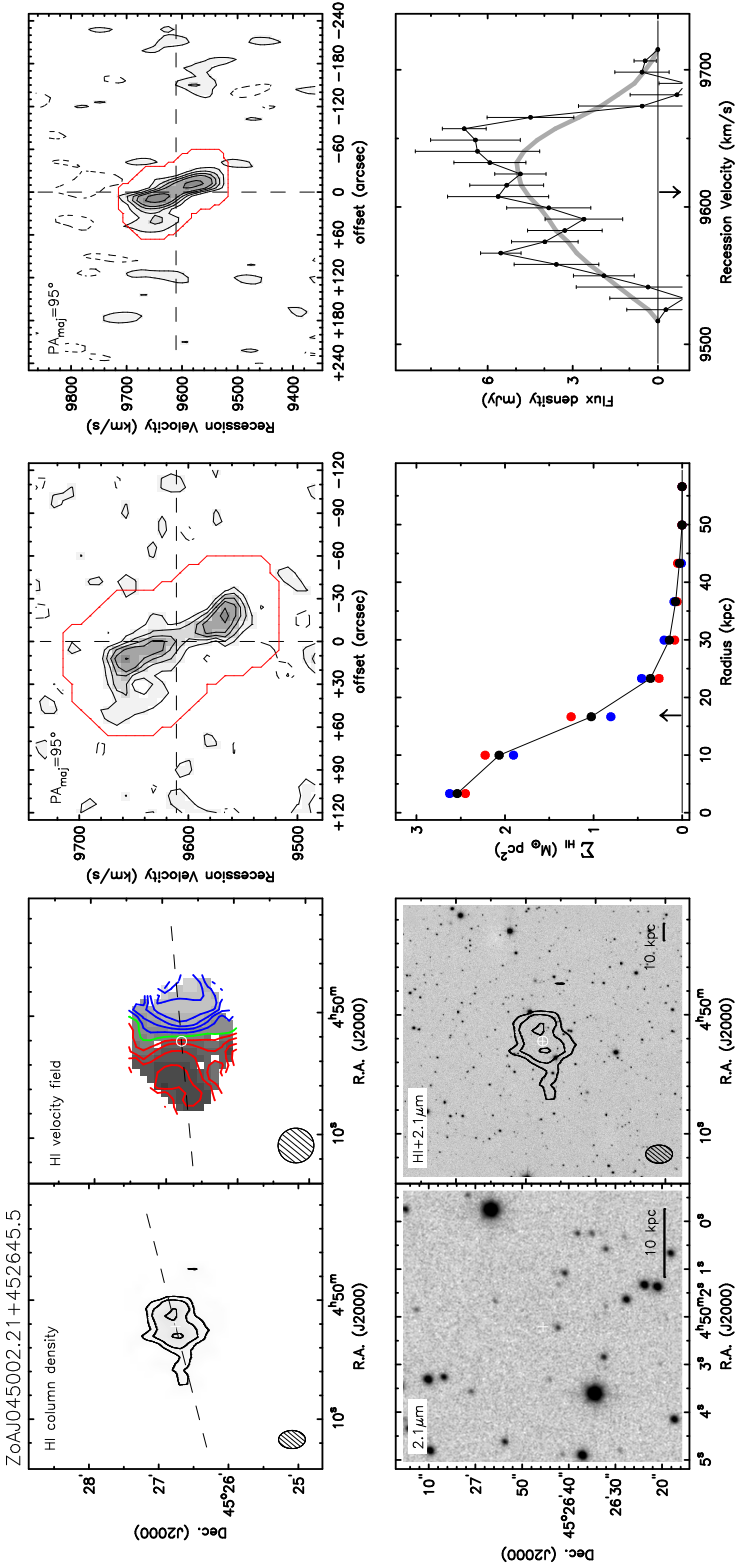 ZoAJ045002.21+452645.5
HI column density
28'
27'
45°26'
25'
Dec. (J2000)
10ˢ
4ʰ50ᵐ
R.A. (J2000)
HI velocity field
10ˢ
4ʰ50ᵐ
R.A. (J2000)
PAmaj=95°
9700
9600
9500
Recession Velocity (km/s)
+120 +90 +60 +30 0 −30 −60 −90 −120
offset (arcsec)
PAmaj=95°
9800
9700
9600
9500
9400
Recession Velocity (km/s)
+240 +180 +120 +60 0 −60 −120 −180 −240
offset (arcsec)
2.1μm
10 kpc
10"
27'
50"
45°26'40"
26'30"
20"
Dec. (J2000)
5ˢ 4ˢ 3ˢ 4ʰ50ᵐ2ˢ 1ˢ 0ˢ
R.A. (J2000)
HI+2.1μm
10. kpc
10ˢ
4ʰ50ᵐ
R.A. (J2000)
3
2
1
0
Σ HI (M⊙ pc²)
0 10 20 30 40 50
Radius (kpc)
6
3
0
Flux density (mJy)
9500 9600 9700
Recession Velocity (km/s)